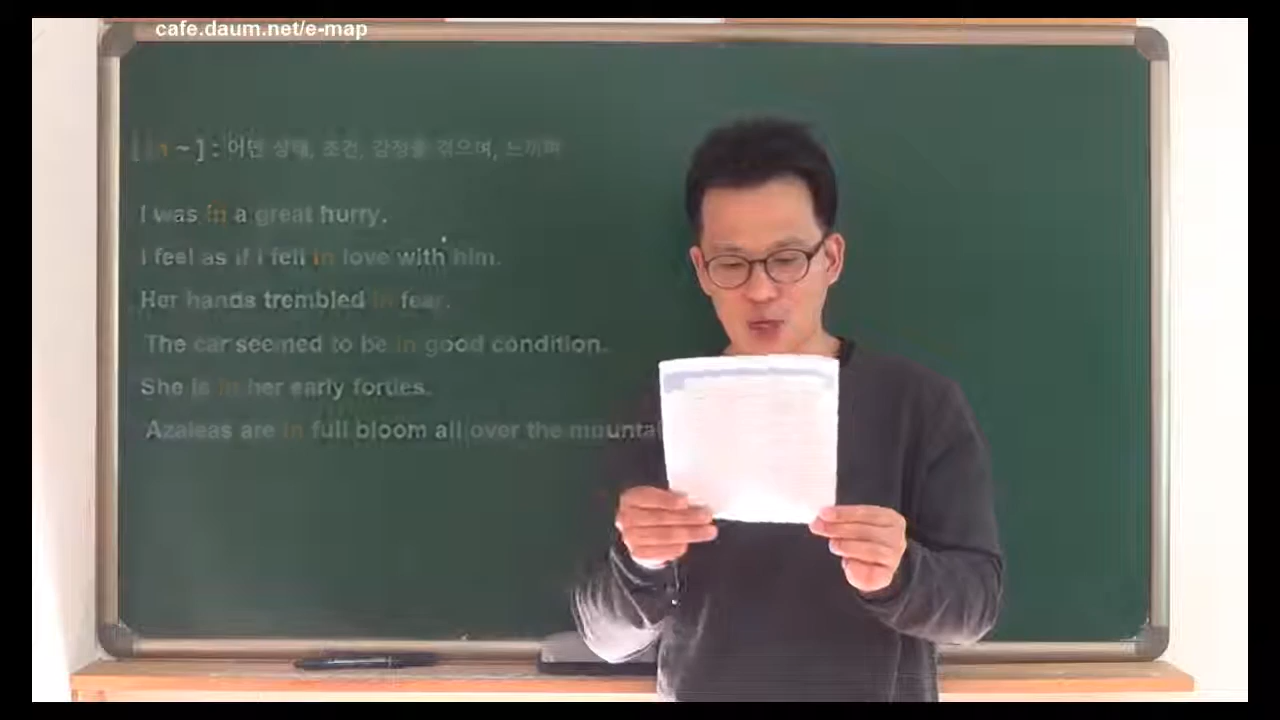 cafe.daum.net/e-map
[in ~] : 어떤 상태, 조건, 감정을 겪으며, 느끼며
I was in a great hurry.
I feel as if I fell in love with him.
Her hands trembled in fear.
The car seemed to be in good condition.
She is in her early forties.
Azaleas are in full bloom all over the